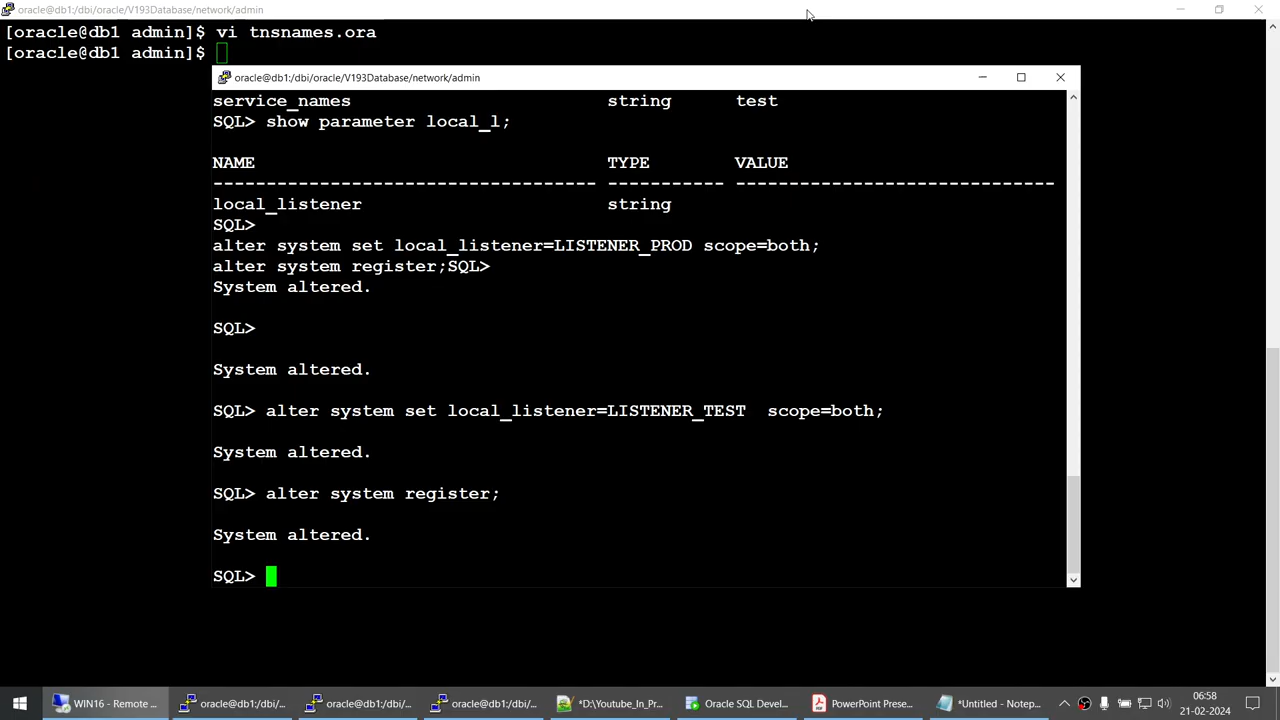 oracle@db1:/dbi/oracle/V193Database/network/admin
[oracle@db1 admin]$ vi tnsnames.ora
[oracle@db1 admin]$
oracle@db1:/dbi/oracle/V193Database/network/admin
service_names string test
SQL> show parameter local_l;
NAME TYPE VALUE
------------------------------------ ----------- ------------------------------
local_listener string
SQL>
alter system set local_listener=LISTENER_PROD scope=both;
alter system register;SQL>
System altered.
SQL>
System altered.
SQL> alter system set local_listener=LISTENER_TEST  scope=both;
System altered.
SQL> alter system register;
System altered.
SQL>
WIN16 - Remote ...
oracle@db1:/dbi/...
oracle@db1:/dbi/...
oracle@db1:/dbi/...
*D:\Youtube_In_Pr...
Oracle SQL Devel...
PowerPoint Prese...
*Untitled - Notep...
06:58
21-02-2024